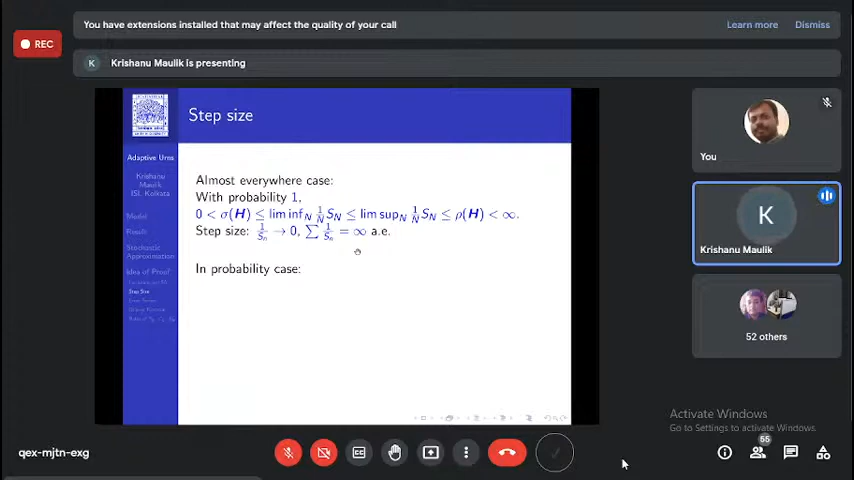 You have extensions installed that may affect the quality of your call
Learn more
Dismiss
REC
K
Krishanu Maulik is presenting
Step size
Adaptive Urns
Krishanu
Maulik
ISI, Kolkata
Model
Result
Stochastic
Approximation
Idea of Proof
Step Size
Almost everywhere case:
With probability 1,
0 < σ(H) ≤ lim inf_N 1/N S_N ≤ lim sup_N 1/N S_N ≤ ρ(H) < ∞.
Step size: 1/S_n → 0, ∑ 1/S_n = ∞ a.e.
In probability case:
You
K
Krishanu Maulik
52 others
Activate Windows
Go to Settings to activate Windows.
qex-mjtn-exg
55